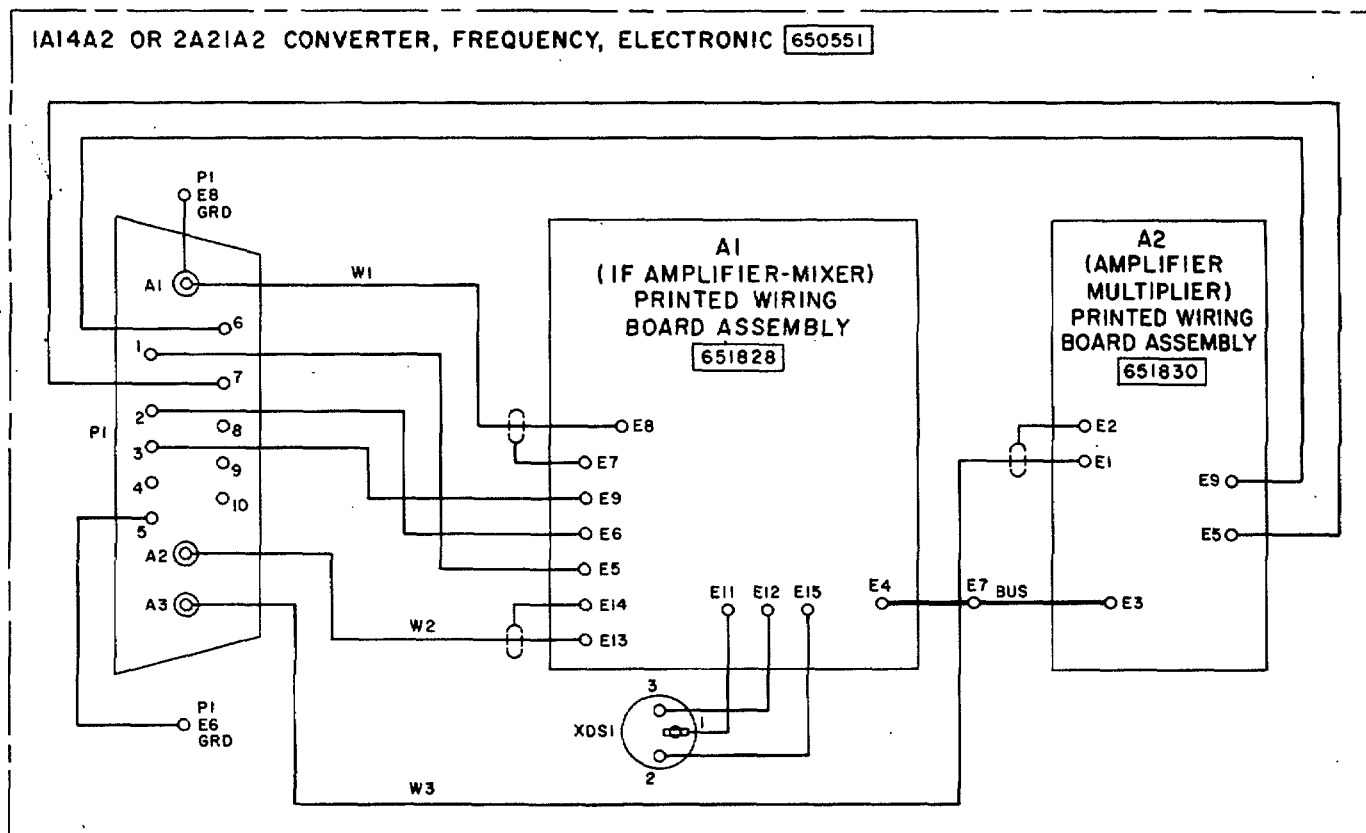 1A14A2 OR 2A21A2 CONVERTER, FREQUENCY, ELECTRONIC 650551
P1
E8
GRD
A1
W1
6
1
7
2
P1
8
3
9
4
10
5
A2
A3
W2
P1
E6
GRD
W3
A1
(IF AMPLIFIER-MIXER)
PRINTED WIRING
BOARD ASSEMBLY
651828
E8
E7
E9
E6
E5
E14
E13
E11 E12 E15
E4
E7 BUS
3
XDS1
1
2
A2
(AMPLIFIER
MULTIPLIER)
PRINTED WIRING
BOARD ASSEMBLY
651830
E2
E1
E9
E5
E3